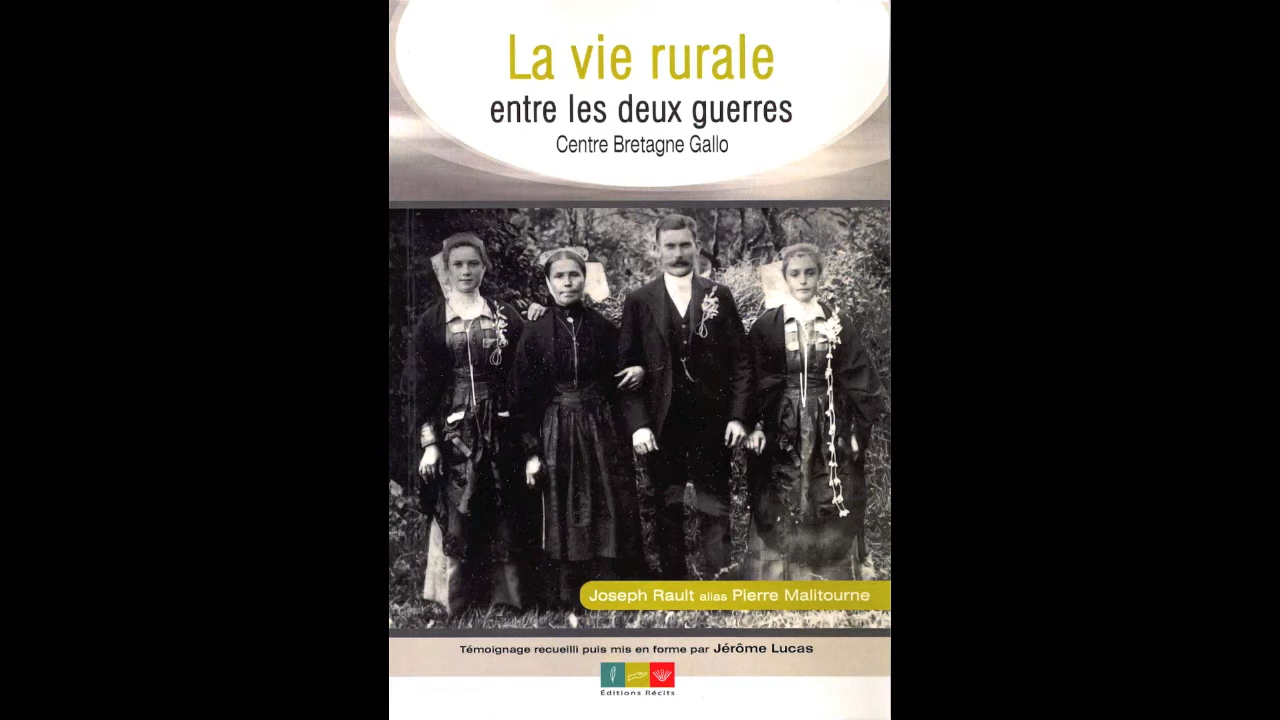 La vie rurale
entre les deux guerres
Centre Bretagne Gallo
Joseph Rault alias Pierre Malitourne
Témoignage recueilli puis mis en forme par Jérôme Lucas
Éditions Récits